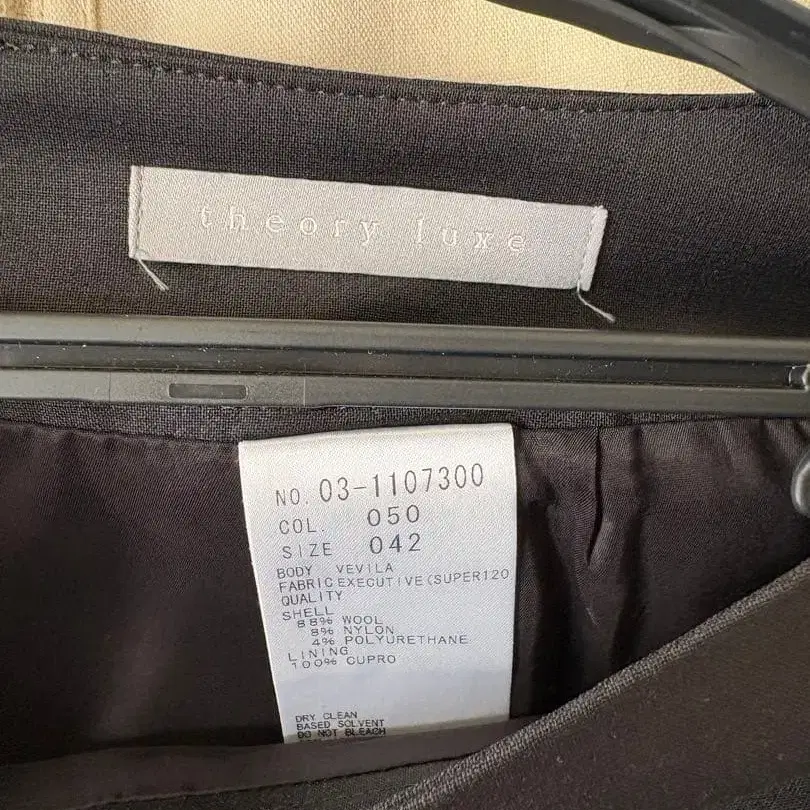 theory luxe
NO. 03-1107300
COL. 050
SIZE 042
BODY VEVILA
FABRIC EXECUTIVE (SUPER120
QUALITY
SHELL
88% WOOL
8% NYLON
4% POLYURETHANE
LINING
100% CUPRO
DRY CLEAN
BASED SOLVENT
DO NOT BLEACH